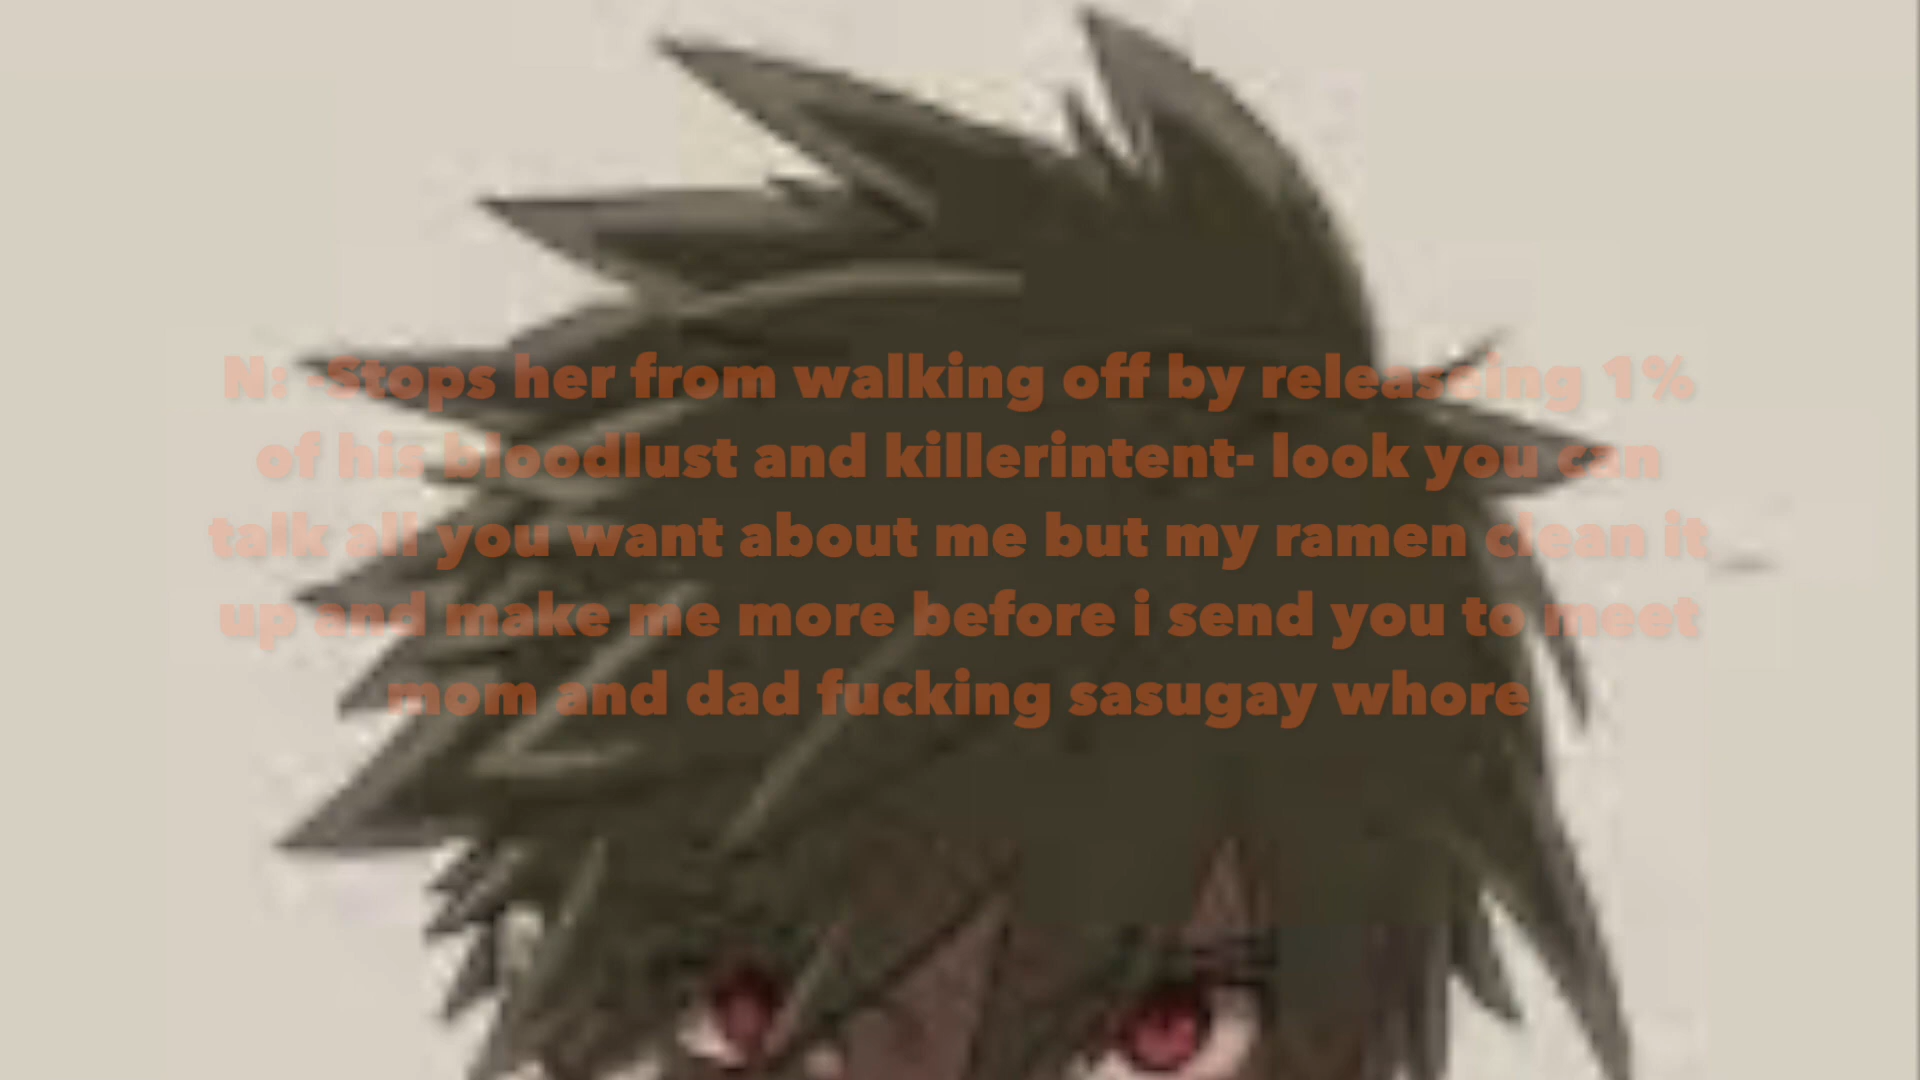 N: -Stops her from walking off by releaseing 1%
of his bloodlust and killerintent- look you can
talk all you want about me but my ramen clean it
up and make me more before i send you to meet
mom and dad fucking sasugay whore